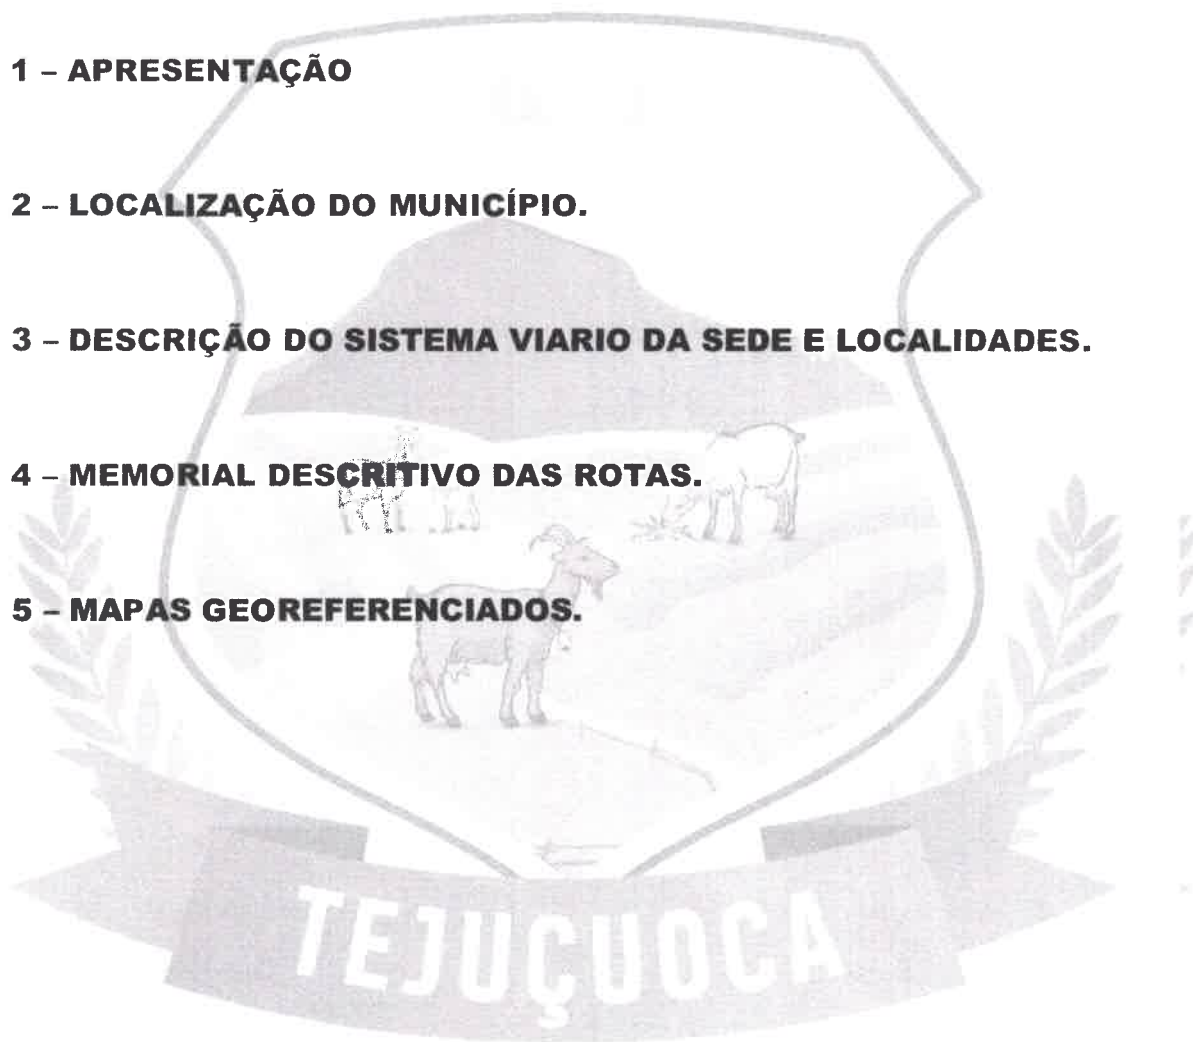 1 – APRESENTAÇÃO
2 – LOCALIZAÇÃO DO MUNICÍPIO.
3 – DESCRIÇÃO DO SISTEMA VIARIO DA SEDE E LOCALIDADES.
4 – MEMORIAL DESCRITIVO DAS ROTAS.
5 – MAPAS GEOREFERENCIADOS.
TEJUÇUOCA